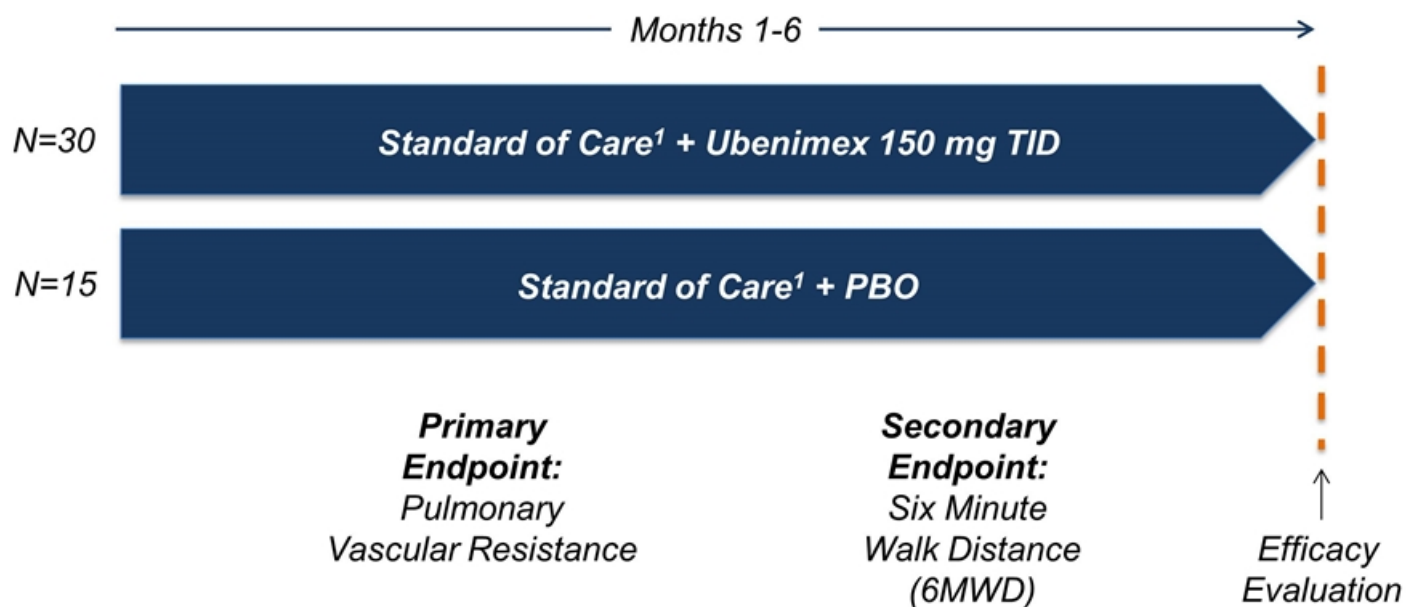 Months 1-6
N=30
Standard of Care¹ + Ubenimex 150 mg TID
N=15
Standard of Care¹ + PBO
Primary
Endpoint:
Pulmonary
Vascular Resistance
Secondary
Endpoint:
Six Minute
Walk Distance
(6MWD)
Efficacy
Evaluation